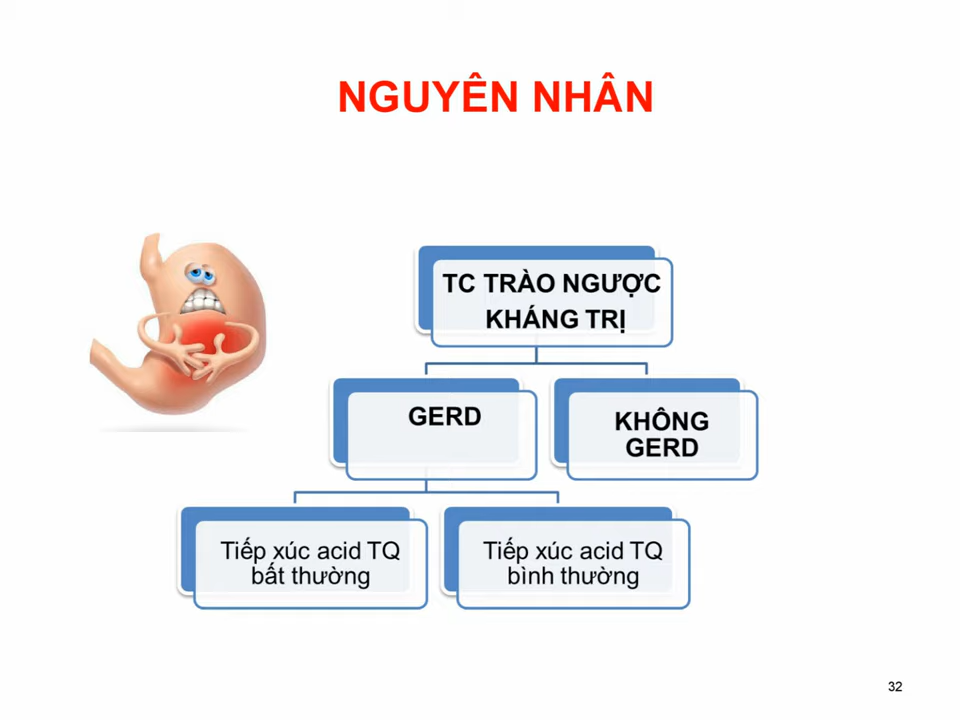 NGUYÊN NHÂN
TC TRÀO NGƯỢC
KHÁNG TRỊ
GERD
KHÔNG
GERD
Tiếp xúc acid TQ
bất thường
Tiếp xúc acid TQ
bình thường
32